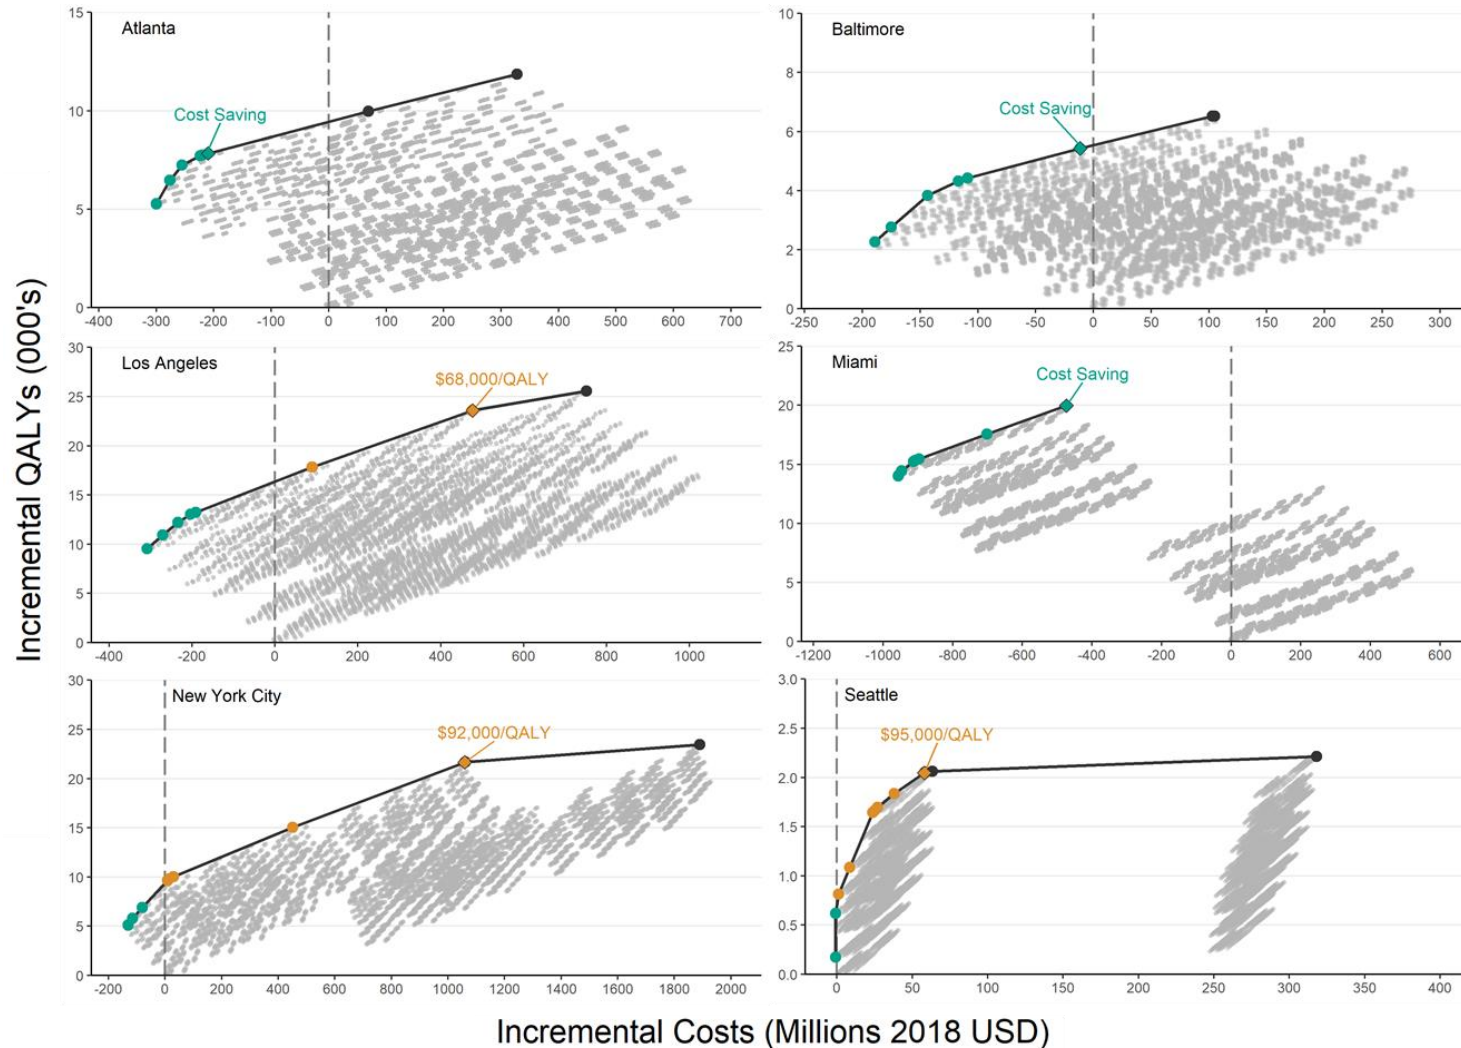 Incremental QALYs (000's)
Atlanta
Cost Saving
15
10
5
0
-400 -300 -200 -100 0 100 200 300 400 500 600 700
Baltimore
Cost Saving
10
8
6
4
2
0
-250 -200 -150 -100 -50 0 50 100 150 200 250 300
Los Angeles
$68,000/QALY
30
25
20
15
10
5
0
-400 -200 0 200 400 600 800 1000
Miami
Cost Saving
25
20
15
10
5
0
-1200 -1000 -800 -600 -400 -200 0 200 400 600
New York City
$92,000/QALY
30
25
20
15
10
5
0
-200 0 200 400 600 800 1000 1200 1400 1600 1800 2000
Seattle
$95,000/QALY
3.0
2.5
2.0
1.5
1.0
0.5
0.0
0 50 100 150 200 250 300 350 400
Incremental Costs (Millions 2018 USD)